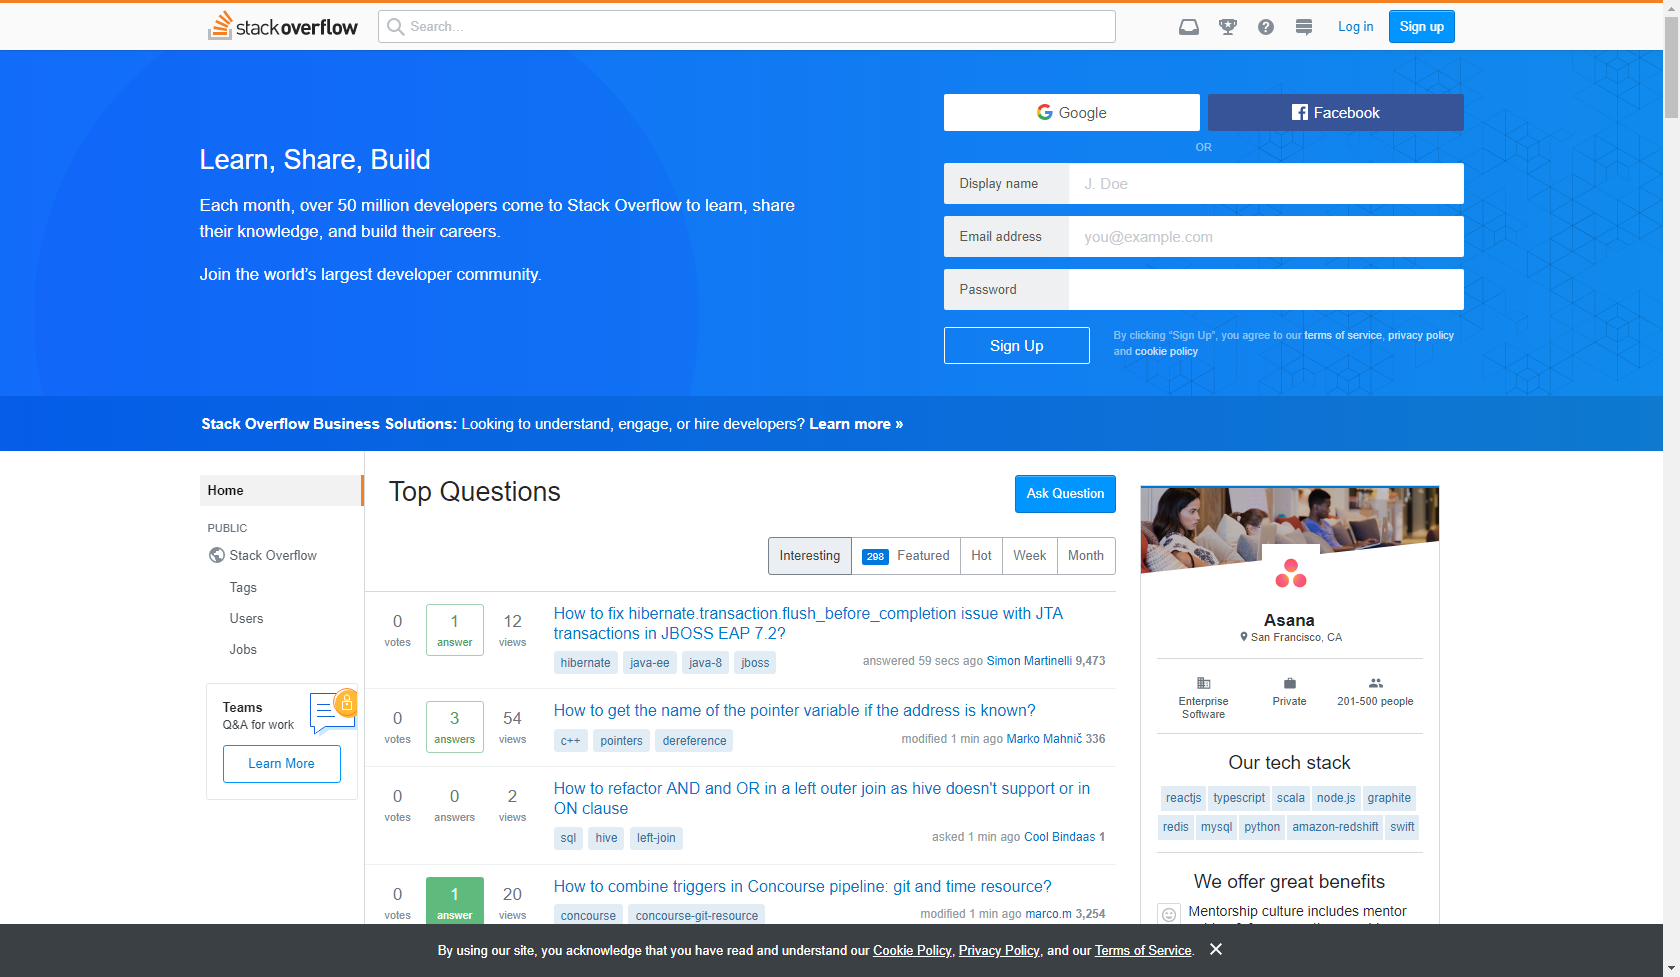 stackoverflow
Search...
Log in
Sign up
Learn, Share, Build
Each month, over 50 million developers come to Stack Overflow to learn, share
their knowledge, and build their careers.
Join the world's largest developer community.
Google
Facebook
OR
Display name
J. Doe
Email address
you@example.com
Password
Sign Up
By clicking "Sign Up", you agree to our terms of service, privacy policy
and cookie policy
Stack Overflow Business Solutions: Looking to understand, engage, or hire developers? Learn more »
Home
PUBLIC
Stack Overflow
Tags
Users
Jobs
Teams
Q&A for work
Learn More
Top Questions
Ask Question
Interesting
298 Featured
Hot
Week
Month
0 votes
1 answer
12 views
How to fix hibernate.transaction.flush_before_completion issue with JTA
transactions in JBOSS EAP 7.2?
hibernate java-ee java-8 jboss
answered 59 secs ago Simon Martinelli 9,473
0 votes
3 answers
54 views
How to get the name of the pointer variable if the address is known?
c++ pointers dereference
modified 1 min ago Marko Mahnič 336
0 votes
0 answers
2 views
How to refactor AND and OR in a left outer join as hive doesn't support or in
ON clause
sql hive left-join
asked 1 min ago Cool Bindaas 1
0 votes
1 answer
20 views
How to combine triggers in Concourse pipeline: git and time resource?
concourse concourse-git-resource
modified 1 min ago marco.m 3,254
Asana
San Francisco, CA
Enterprise
Software
Private
201-500 people
Our tech stack
reactjs typescript scala node.js graphite
redis mysql python amazon-redshift swift
We offer great benefits
Mentorship culture includes mentor
By using our site, you acknowledge that you have read and understand our Cookie Policy, Privacy Policy, and our Terms of Service.